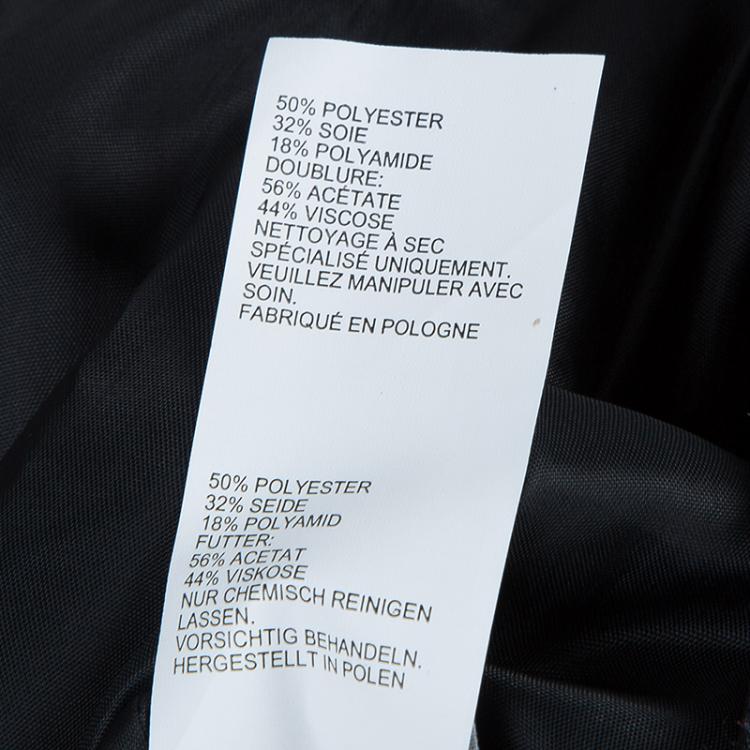 50% POLYESTER
32% SOIE
18% POLYAMIDE
DOUBLURE:
56% ACÉTATE
44% VISCOSE
NETTOYAGE À SEC
SPÉCIALISÉ UNIQUEMENT.
VEUILLEZ MANIPULER AVEC
SOIN.
FABRIQUÉ EN POLOGNE
50% POLYESTER
32% SEIDE
18% POLYAMID
FUTTER:
56% ACETAT
44% VISKOSE
NUR CHEMISCH REINIGEN
LASSEN.
VORSICHTIG BEHANDELN.
HERGESTELLT IN POLEN